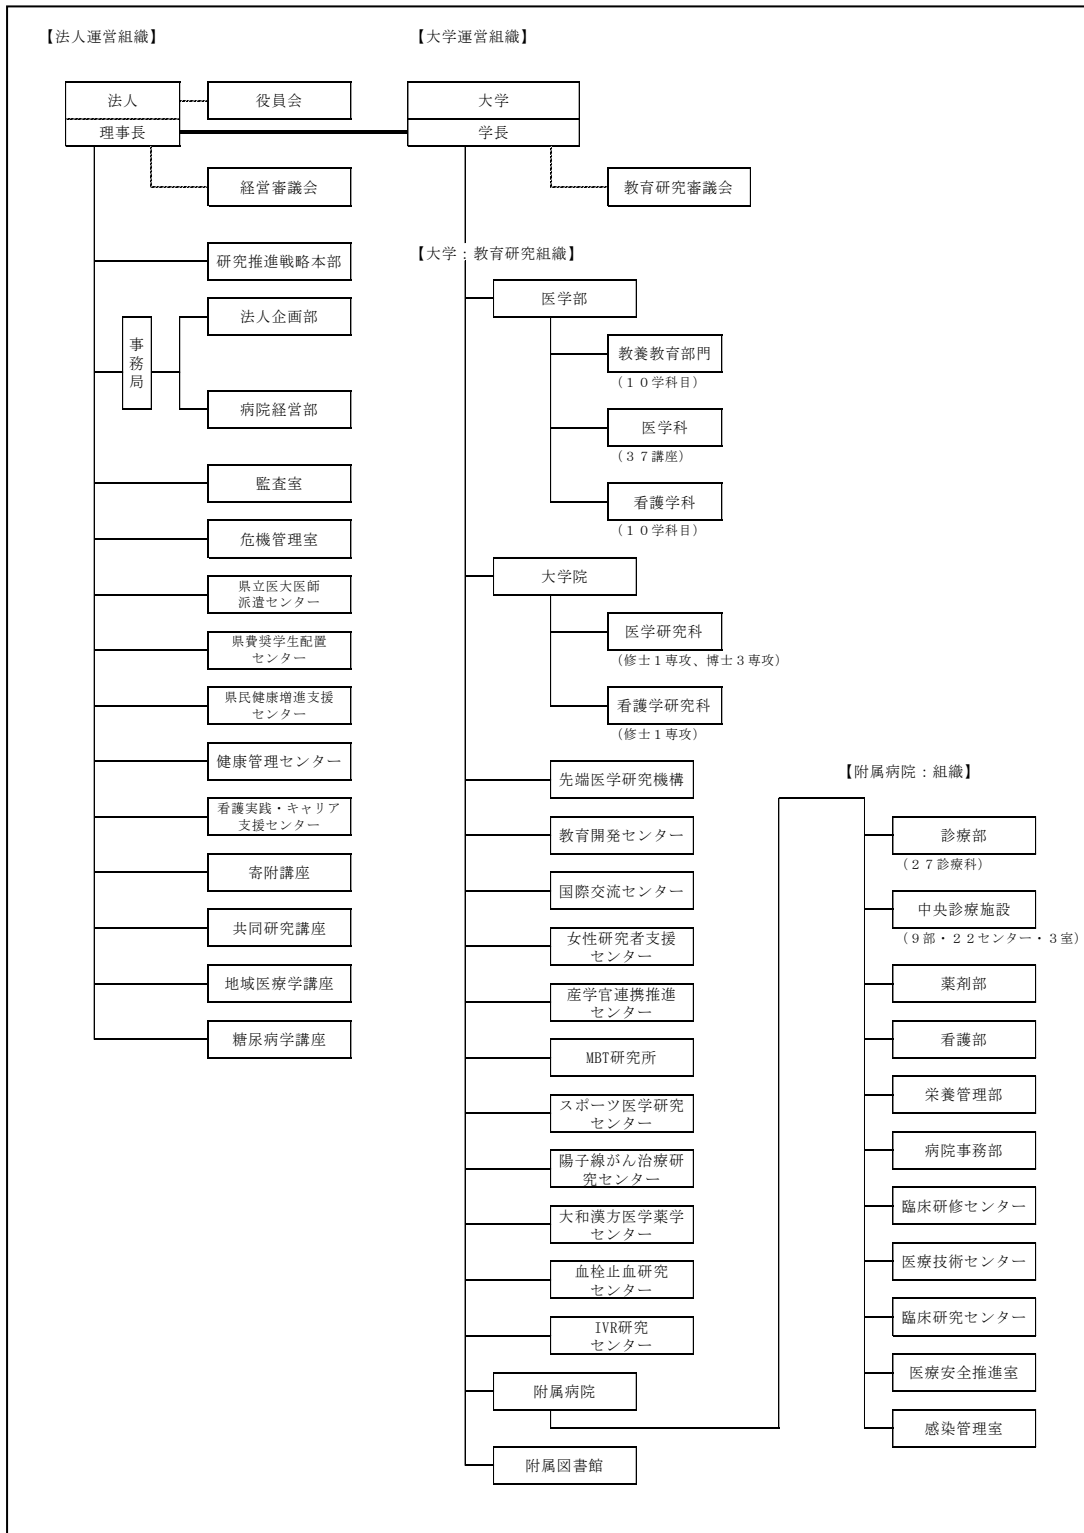 【法人運営組織】
法人
役員会
理事長
経営審議会
研究推進戦略本部
事
務
局
法人企画部
病院経営部
監査室
危機管理室
県立医大医師
派遣センター
県費奨学生配置
センター
県民健康増進支援
センター
健康管理センター
看護実践・キャリア
支援センター
寄附講座
共同研究講座
地域医療学講座
糖尿病学講座
【大学運営組織】
大学
学長
教育研究審議会
【大学：教育研究組織】
医学部
教養教育部門
（１０学科目）
医学科
（３７講座）
看護学科
（１０学科目）
大学院
医学研究科
（修士１専攻、博士３専攻）
看護学研究科
（修士１専攻）
先端医学研究機構
教育開発センター
国際交流センター
女性研究者支援
センター
産学官連携推進
センター
MBT研究所
スポーツ医学研究
センター
陽子線がん治療研
究センター
大和漢方医学薬学
センター
血栓止血研究
センター
IVR研究
センター
附属病院
附属図書館
【附属病院：組織】
診療部
（２７診療科）
中央診療施設
（９部・２２センター・３室）
薬剤部
看護部
栄養管理部
病院事務部
臨床研修センター
医療技術センター
臨床研究センター
医療安全推進室
感染管理室